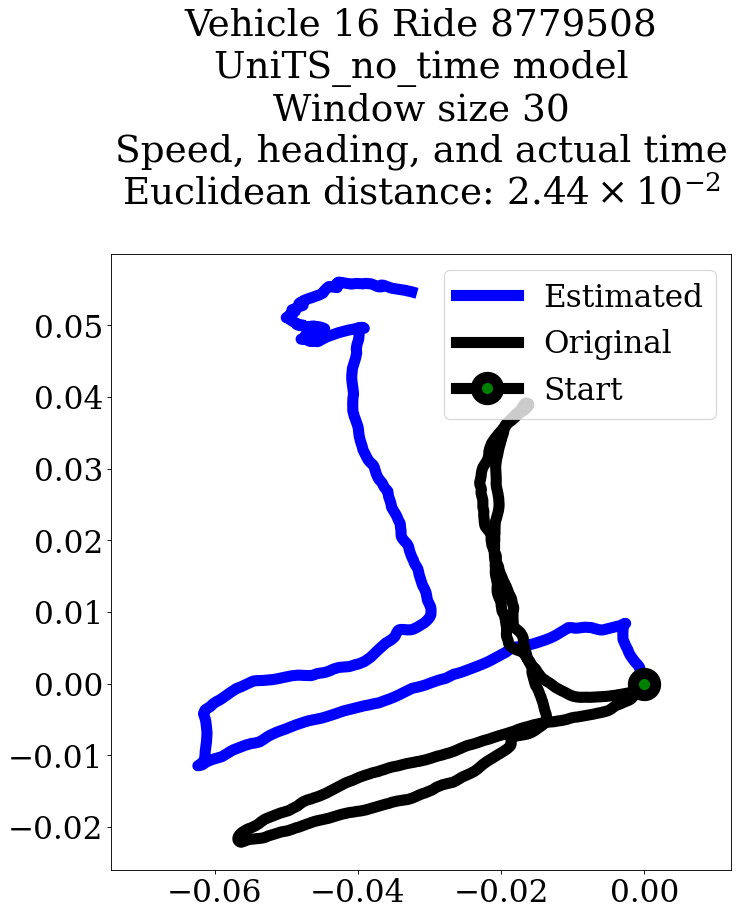 Vehicle 16 Ride 8779508
UniTS_no_time model
Window size 30
Speed, heading, and actual time
Euclidean distance: 2.44 × 10⁻²
Estimated
Original
Start
0.05
0.04
0.03
0.02
0.01
0.00
−0.01
−0.02
−0.06 −0.04 −0.02 0.00